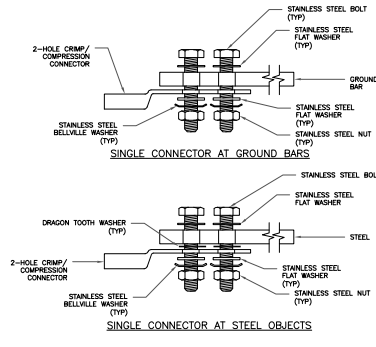 STAINLESS STEEL BOLT
(TYP)
STAINLESS STEEL
FLAT WASHER
(TYP)
2-HOLE CRIMP/
COMPRESSION
CONNECTOR
GROUND
BAR
STAINLESS STEEL
BELLVILLE WASHER
(TYP)
STAINLESS STEEL
FLAT WASHER
(TYP)
STAINLESS STEEL NUT
(TYP)
SINGLE CONNECTOR AT GROUND BARS
STAINLESS STEEL BOL
STAINLESS STEEL
FLAT WASHER
DRAGON TOOTH WASHER
(TYP)
STEEL
2-HOLE CRIMP/
COMPRESSION
CONNECTOR
STAINLESS STEEL
FLAT WASHER
(TYP)
STAINLESS STEEL
BELLVILLE WASHER
(TYP)
STAINLESS STEEL NUT
(TYP)
SINGLE CONNECTOR AT STEEL OBJECTS